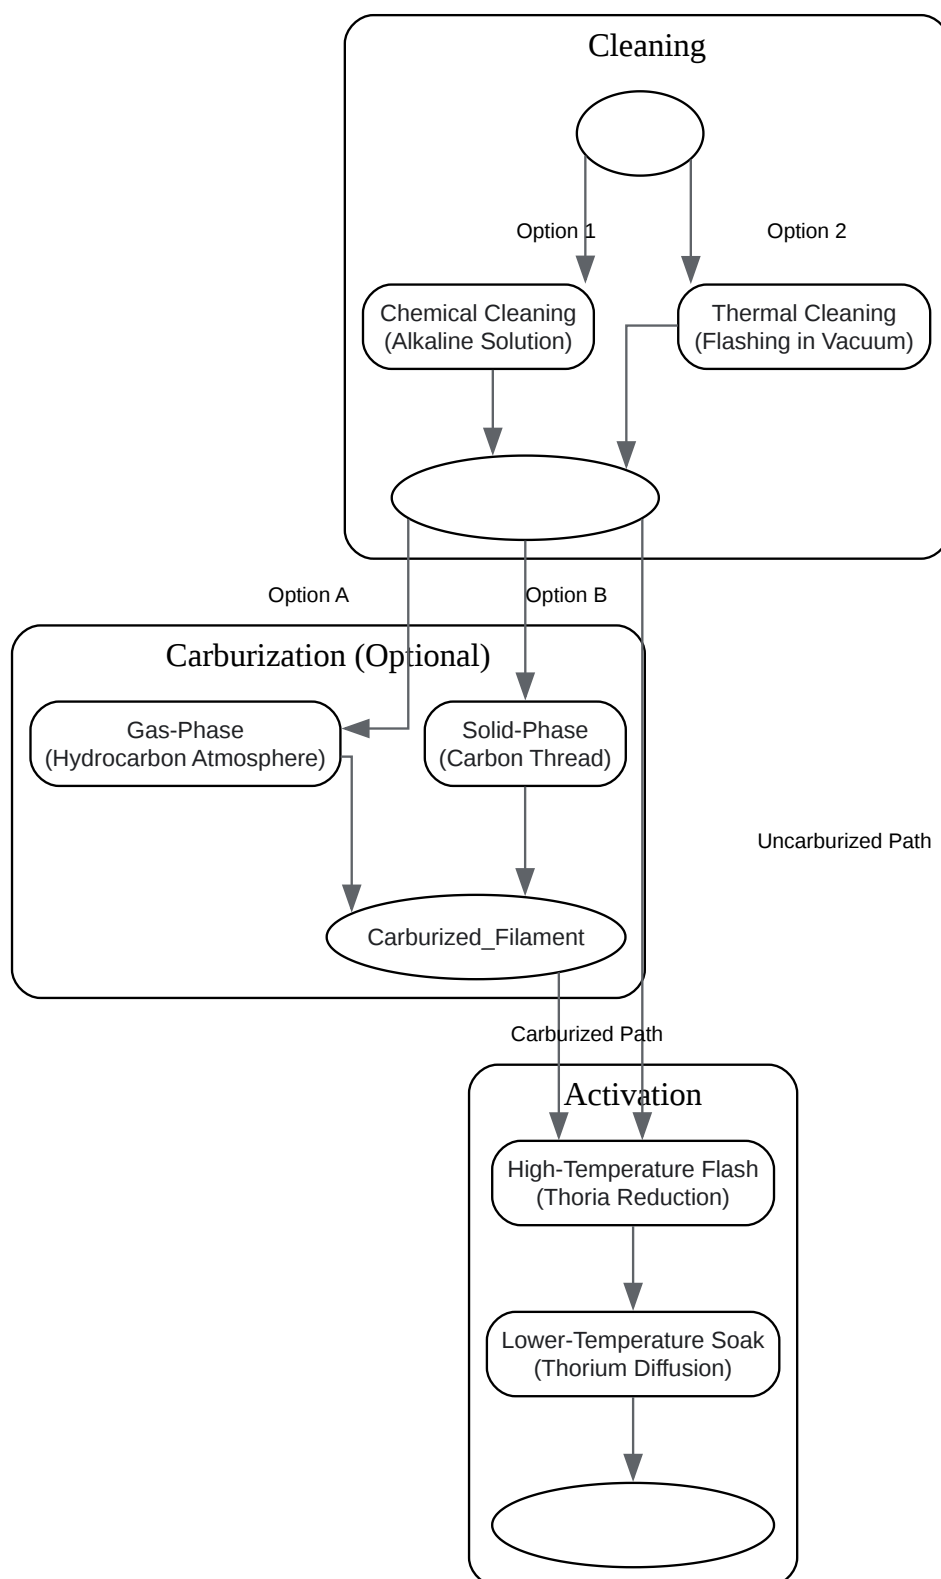 Cleaning
Option 1
Option 2
Chemical Cleaning
(Alkaline Solution)
Thermal Cleaning
(Flashing in Vacuum)
Option A
Option B
Carburization (Optional)
Gas-Phase
(Hydrocarbon Atmosphere)
Solid-Phase
(Carbon Thread)
Uncarburized Path
Carburized_Filament
Carburized Path
Activation
High-Temperature Flash
(Thoria Reduction)
Lower-Temperature Soak
(Thorium Diffusion)